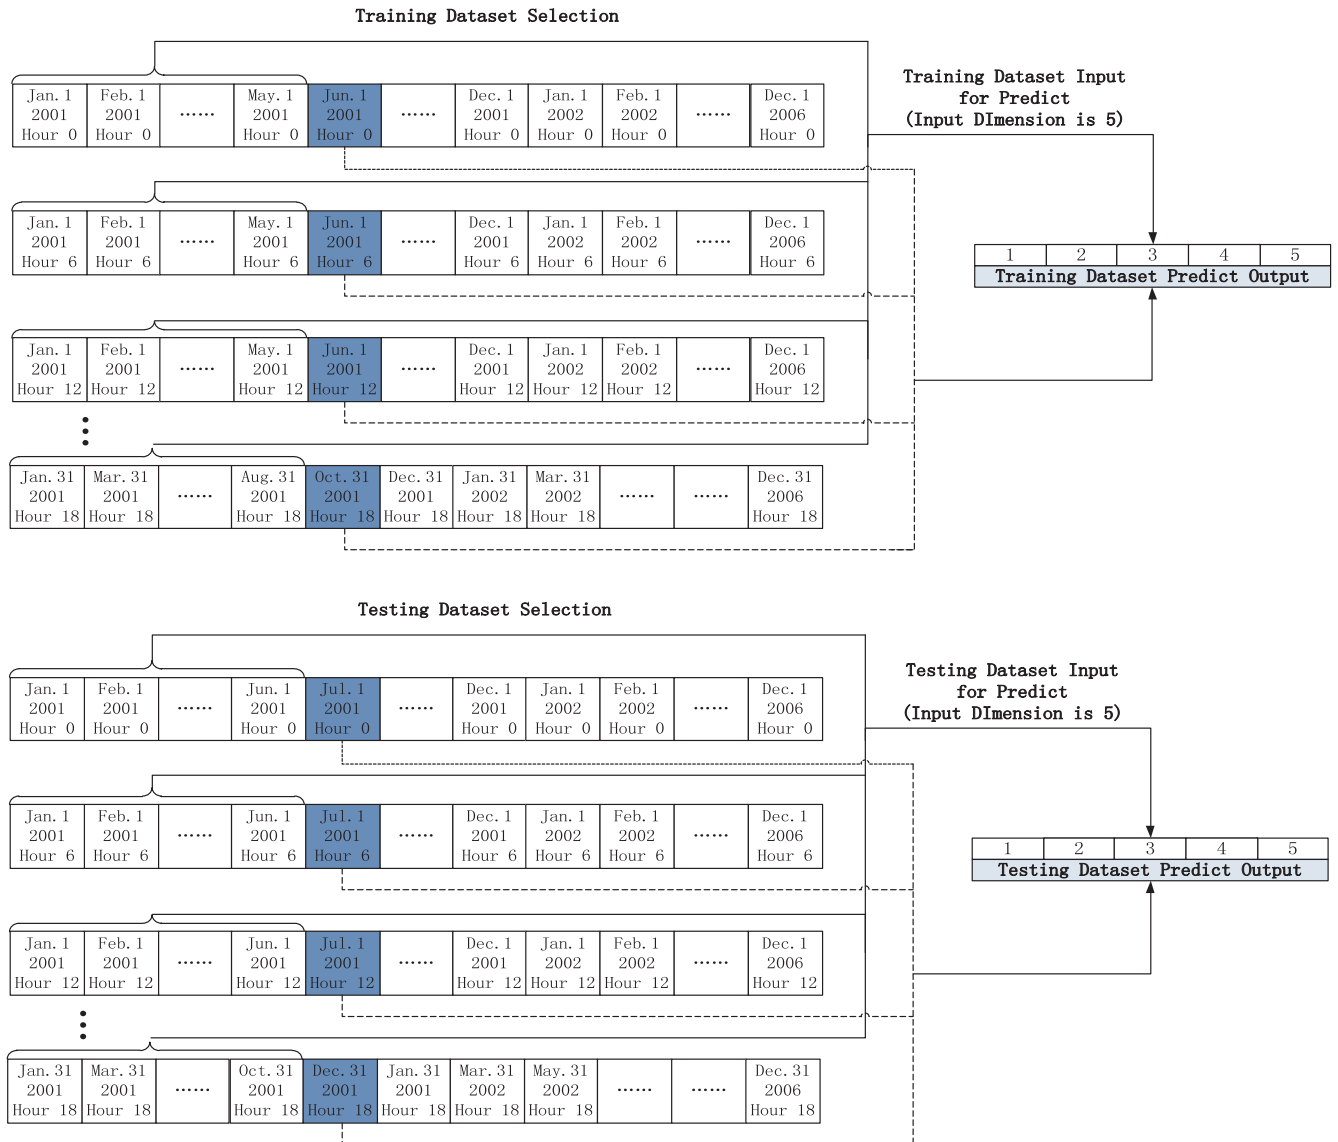 Training Dataset Selection
Jan. 1 Feb. 1 May. 1 Jun. 1 Dec. 1 Jan. 1 Feb. 1 Dec. 1
2001 2001 ...... 2001 2001 ...... 2001 2002 2002 ...... 2006
Hour 0 Hour 0 Hour 0 Hour 0 Hour 0 Hour 0 Hour 0 Hour 0
Training Dataset Input
for Predict
(Input DImension is 5)
Jan. 1 Feb. 1 May. 1 Jun. 1 Dec. 1 Jan. 1 Feb. 1 Dec. 1
2001 2001 ...... 2001 2001 ...... 2001 2002 2002 ...... 2006
Hour 6 Hour 6 Hour 6 Hour 6 Hour 6 Hour 6 Hour 6 Hour 6
1 2 3 4 5
Training Dataset Predict Output
Jan. 1 Feb. 1 May. 1 Jun. 1 Dec. 1 Jan. 1 Feb. 1 Dec. 1
2001 2001 ...... 2001 2001 ...... 2001 2002 2002 ...... 2006
Hour 12 Hour 12 Hour 12 Hour 12 Hour 12 Hour 12 Hour 12 Hour 12
Jan. 31 Mar. 31 Aug. 31 Oct. 31 Dec. 31 Jan. 31 Mar. 31 Dec. 31
2001 2001 ...... 2001 2001 2001 2002 2002 ...... ...... 2006
Hour 18 Hour 18 Hour 18 Hour 18 Hour 18 Hour 18 Hour 18 Hour 18
Testing Dataset Selection
Jan. 1 Feb. 1 Jun. 1 Jul. 1 Dec. 1 Jan. 1 Feb. 1 Dec. 1
2001 2001 ...... 2001 2001 ...... 2001 2002 2002 ...... 2006
Hour 0 Hour 0 Hour 0 Hour 0 Hour 0 Hour 0 Hour 0 Hour 0
Testing Dataset Input
for Predict
(Input DImension is 5)
Jan. 1 Feb. 1 Jun. 1 Jul. 1 Dec. 1 Jan. 1 Feb. 1 Dec. 1
2001 2001 ...... 2001 2001 ...... 2001 2002 2002 ...... 2006
Hour 6 Hour 6 Hour 6 Hour 6 Hour 6 Hour 6 Hour 6 Hour 6
1 2 3 4 5
Testing Dataset Predict Output
Jan. 1 Feb. 1 Jun. 1 Jul. 1 Dec. 1 Jan. 1 Feb. 1 Dec. 1
2001 2001 ...... 2001 2001 ...... 2001 2002 2002 ...... 2006
Hour 12 Hour 12 Hour 12 Hour 12 Hour 12 Hour 12 Hour 12 Hour 12
Jan. 31 Mar. 31 Oct. 31 Dec. 31 Jan. 31 Mar. 31 May. 31 Dec. 31
2001 2001 ...... 2001 2001 2001 2002 2002 ...... ...... 2006
Hour 18 Hour 18 Hour 18 Hour 18 Hour 18 Hour 18 Hour 18 Hour 18